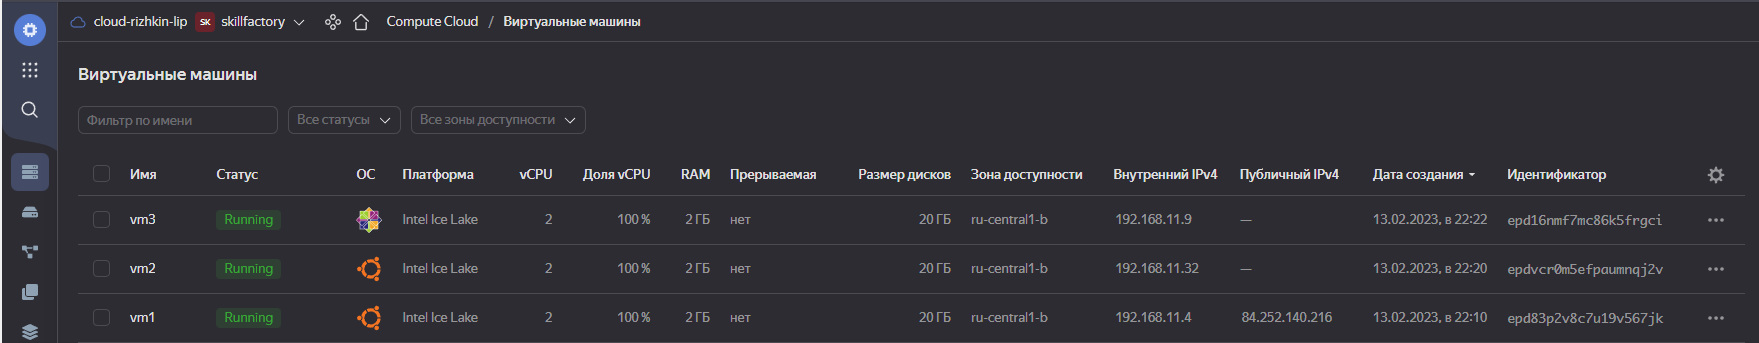 cloud-rizhkin-lip SK skillfactory Compute Cloud / Виртуальные машины
Виртуальные машины
Фильтр по имени Все статусы Все зоны доступности
Имя Статус ОС Платформа vCPU Доля vCPU RAM Прерываемая Размер дисков Зона доступности Внутренний IPv4 Публичный IPv4 Дата создания Идентификатор
vm3 Running Intel Ice Lake 2 100 % 2 ГБ нет 20 ГБ ru-central1-b 192.168.11.9 — 13.02.2023, в 22:22 epd16nmf7mc86k5frgci
vm2 Running Intel Ice Lake 2 100 % 2 ГБ нет 20 ГБ ru-central1-b 192.168.11.32 — 13.02.2023, в 22:20 epdvcr0m5efpaumnqj2v
vm1 Running Intel Ice Lake 2 100 % 2 ГБ нет 20 ГБ ru-central1-b 192.168.11.4 84.252.140.216 13.02.2023, в 22:10 epd83p2v8c7u19v567jk